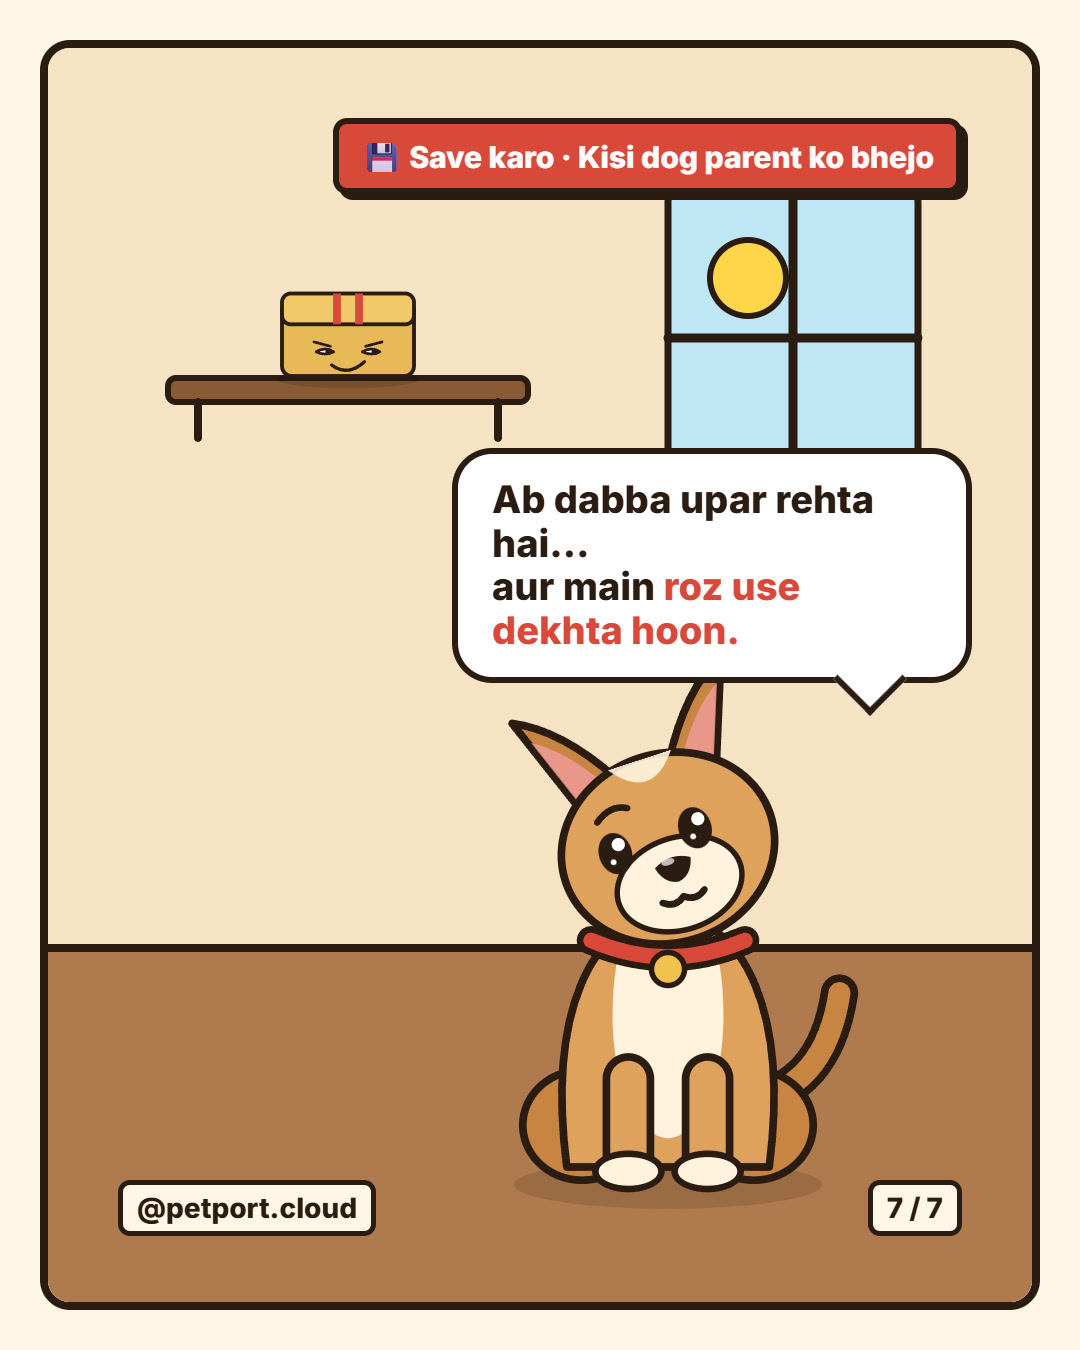 💾 Save karo · Kisi dog parent ko bhejo
Ab dabba upar rehta
hai...
aur main roz use
dekhta hoon.
@petport.cloud
7 / 7